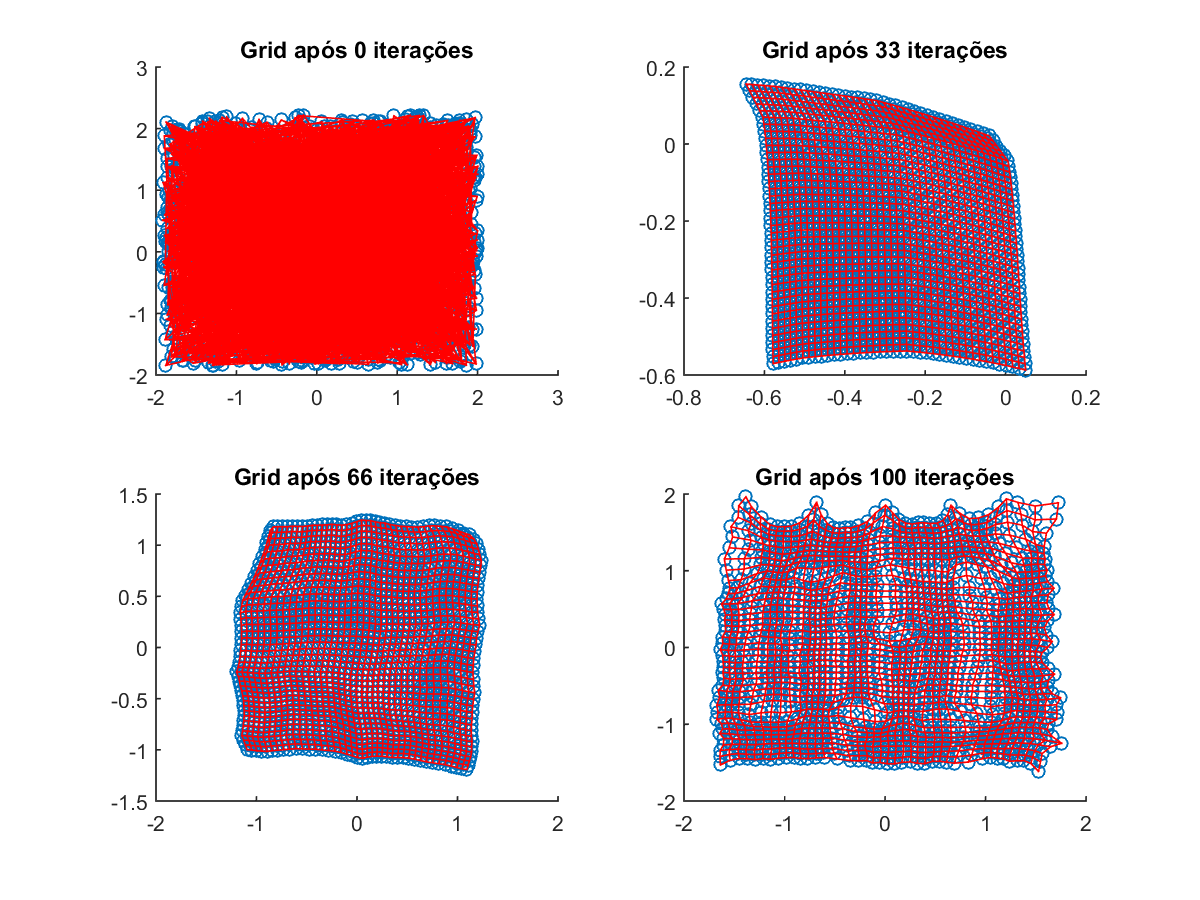 Grid após 0 iterações
3
2
1
0
-1
-2
-2 -1 0 1 2 3
Grid após 33 iterações
0.2
0
-0.2
-0.4
-0.6
-0.8 -0.6 -0.4 -0.2 0 0.2
Grid após 66 iterações
1.5
1
0.5
0
-0.5
-1
-1.5
-2 -1 0 1 2
Grid após 100 iterações
2
1
0
-1
-2
-2 -1 0 1 2